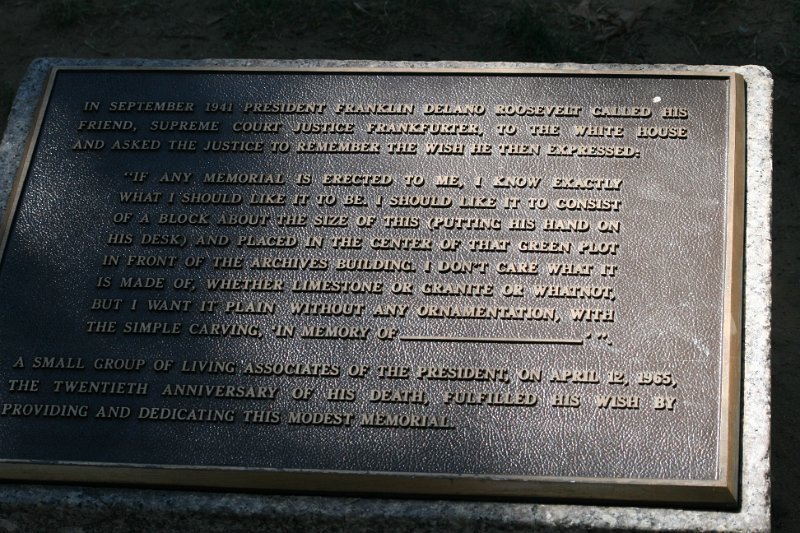 IN SEPTEMBER 1941 PRESIDENT FRANKLIN DELANO ROOSEVELT CALLED HIS
FRIEND, SUPREME COURT JUSTICE FRANKFURTER, TO THE WHITE HOUSE
AND ASKED THE JUSTICE TO REMEMBER THE WISH HE THEN EXPRESSED:
"IF ANY MEMORIAL IS ERECTED TO ME, I KNOW EXACTLY
WHAT I SHOULD LIKE IT TO BE. I SHOULD LIKE IT TO CONSIST
OF A BLOCK ABOUT THE SIZE OF THIS (PUTTING HIS HAND ON
HIS DESK) AND PLACED IN THE CENTER OF THAT GREEN PLOT
IN FRONT OF THE ARCHIVES BUILDING. I DON'T CARE WHAT IT
IS MADE OF, WHETHER LIMESTONE OR GRANITE OR WHATNOT,
BUT I WANT IT PLAIN WITHOUT ANY ORNAMENTATION, WITH
THE SIMPLE CARVING, 'IN MEMORY OF ____________________' ".
A SMALL GROUP OF LIVING ASSOCIATES OF THE PRESIDENT, ON APRIL 12, 1965,
THE TWENTIETH ANNIVERSARY OF HIS DEATH, FULFILLED HIS WISH BY
PROVIDING AND DEDICATING THIS MODEST MEMORIAL.